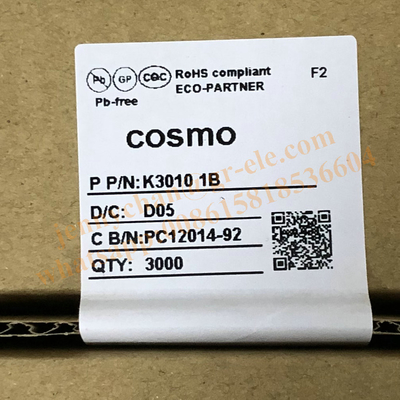 Pb GP CQC RoHS compliant F2
Pb-free ECO-PARTNER
cosmo
P P/N:K3010 1B
D/C: D05
C B/N:PC12014-92
QTY: 3000